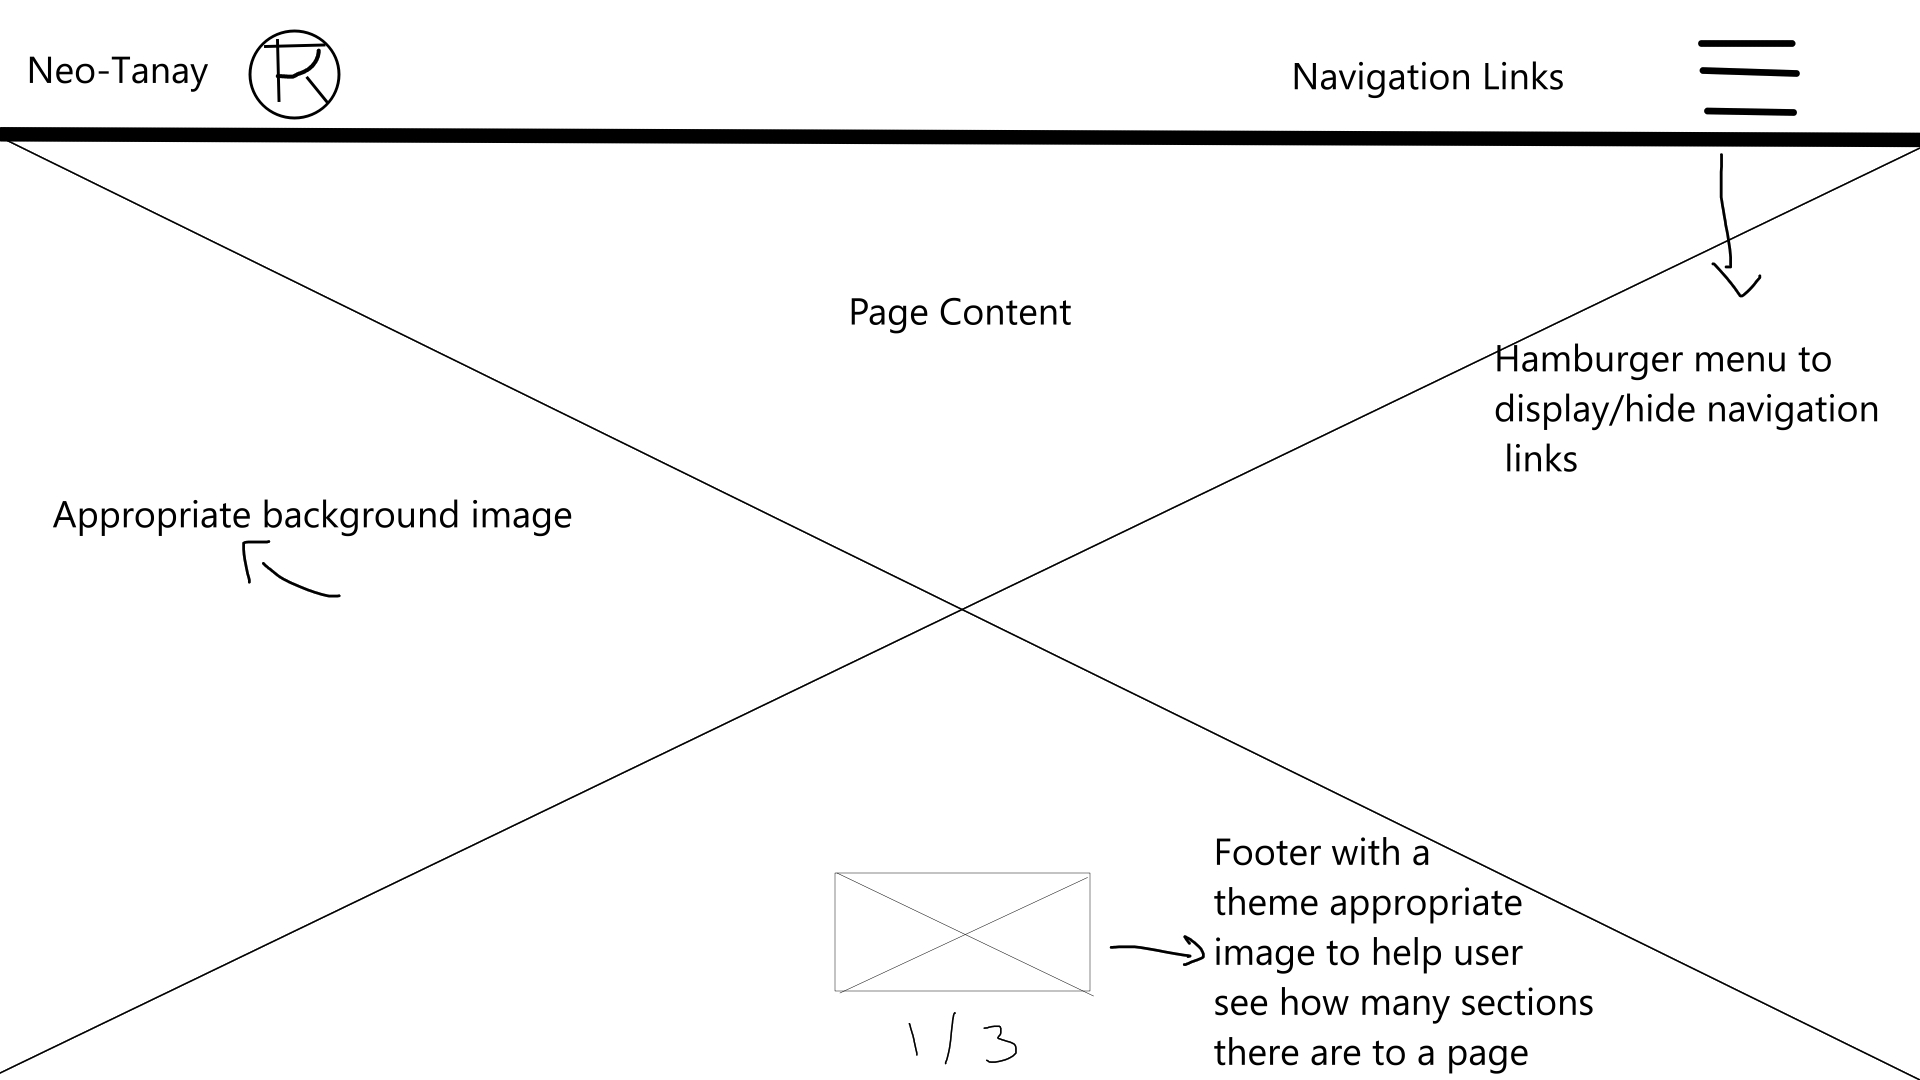 Neo-Tanay
Navigation Links
Page Content
Hamburger menu to
display/hide navigation
links
Appropriate background image
Footer with a
theme appropriate
image to help user
see how many sections
there are to a page
1/3